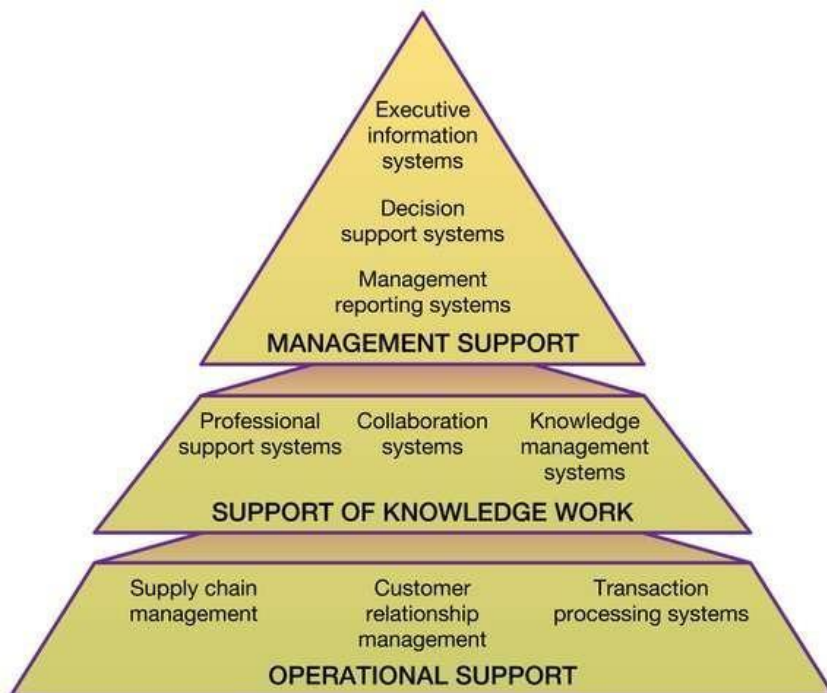 Executive
information
systems
Decision
support systems
Management
reporting systems
MANAGEMENT SUPPORT
Professional
support systems
Collaboration
systems
Knowledge
management
systems
SUPPORT OF KNOWLEDGE WORK
Supply chain
management
Customer
relationship
management
Transaction
processing systems
OPERATIONAL SUPPORT